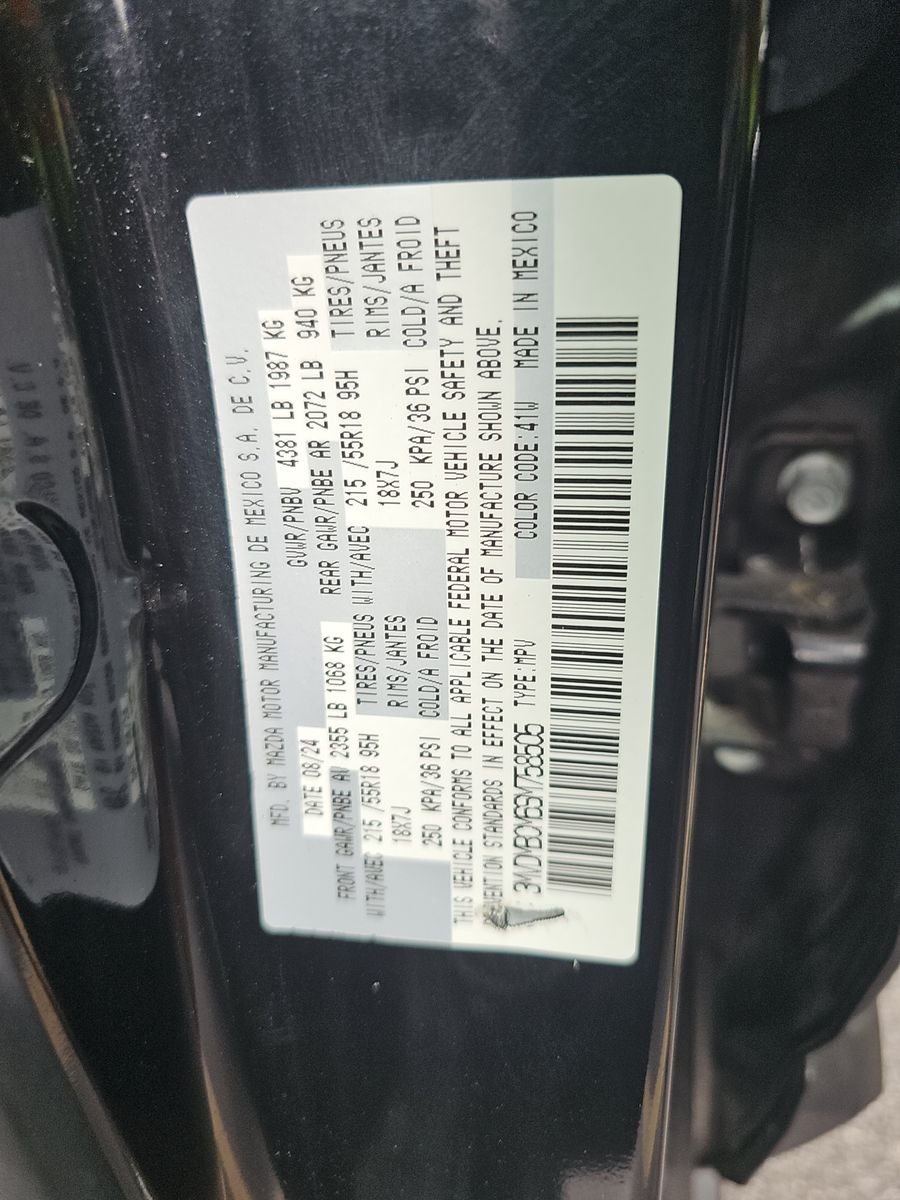 MFD. BY MAZDA MOTOR MANUFACTURING DE MEXICO S.A. DE C.V.
DATE 08/24 GVWR/PNBV 4381 LB 1987 KG
FRONT GAWR/PNBE AV 2355 LB 1068 KG REAR GAWR/PNBE AR 2072 LB 940 KG
WITH/AVEC 215 /55R18 95H TIRES/PNEUS WITH/AVEC 215 /55R18 95H TIRES/PNEUS
18X7J RIMS/JANTES 18X7J RIMS/JANTES
250 KPA/36 PSI COLD/A FROID 250 KPA/36 PSI COLD/A FROID
THIS VEHICLE CONFORMS TO ALL APPLICABLE FEDERAL MOTOR VEHICLE SAFETY AND THEFT
PREVENTION STANDARDS IN EFFECT ON THE DATE OF MANUFACTURE SHOWN ABOVE.
: 3MVDMBCM6SM758505 TYPE:MPV COLOR CODE:41W MADE IN MEXICO